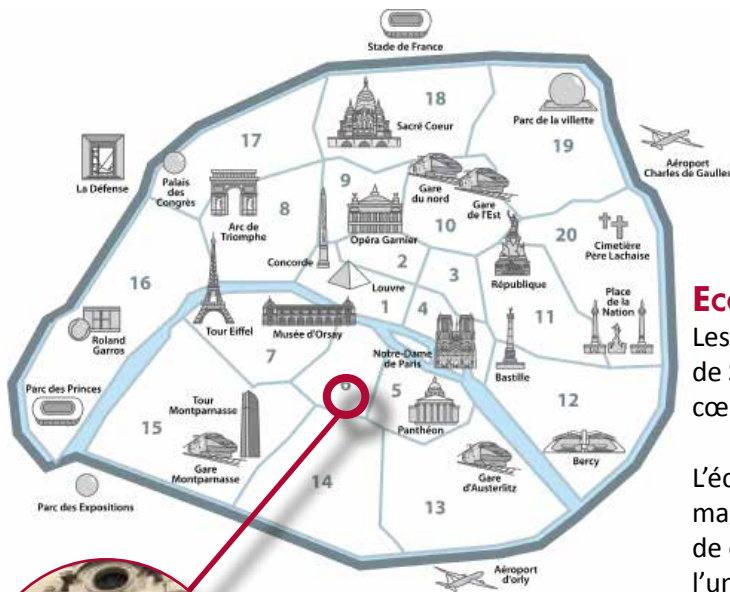 Stade de France
18
Sacré Coeur
Parc de la villette
19
17
La Défense
Palais
des
Congrès
Aéroport
Charles de Gaulle
Arc de
Triomphe
8
9
Opéra Garnier
Gare
du nord
Gare
de l'Est
10
20
Cimetière
Père Lachaise
Concorde
2
3
République
Louvre
16
Tour Eiffel
Musée d'Orsay
1
4
11
Place
de la
Nation
Roland
Garros
7
Notre-Dame
de Paris
Bastille
Parc des Princes
Tour
Montparnasse
6
5
Panthéon
12
15
Gare
Montparnasse
14
Gare
d'Austerlitz
Bercy
Parc des Expositions
13
Aéroport
d'orly
Les
cœ
L'éc
ma
de
l'un